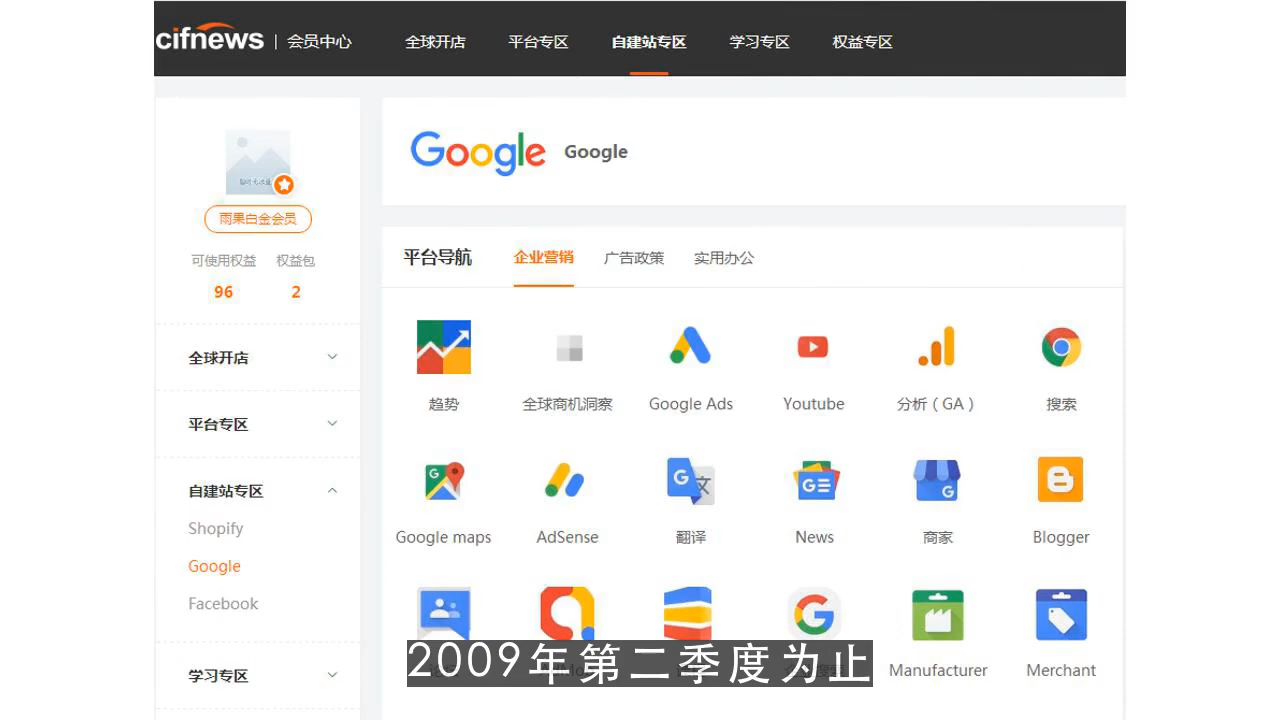 cifnews | 会员中心
全球开店 平台专区 自建站专区 学习专区 权益专区
雨果白金会员
可使用权益 权益包
96 2
全球开店
平台专区
自建站专区
Shopify
Google
Facebook
学习专区
Google Google
平台导航 企业营销 广告政策 实用办公
趋势 全球商机洞察 Google Ads Youtube 分析(GA) 搜索
Google maps AdSense 翻译 News 商家 Blogger
Manufacturer Merchant
2009年第二季度为止